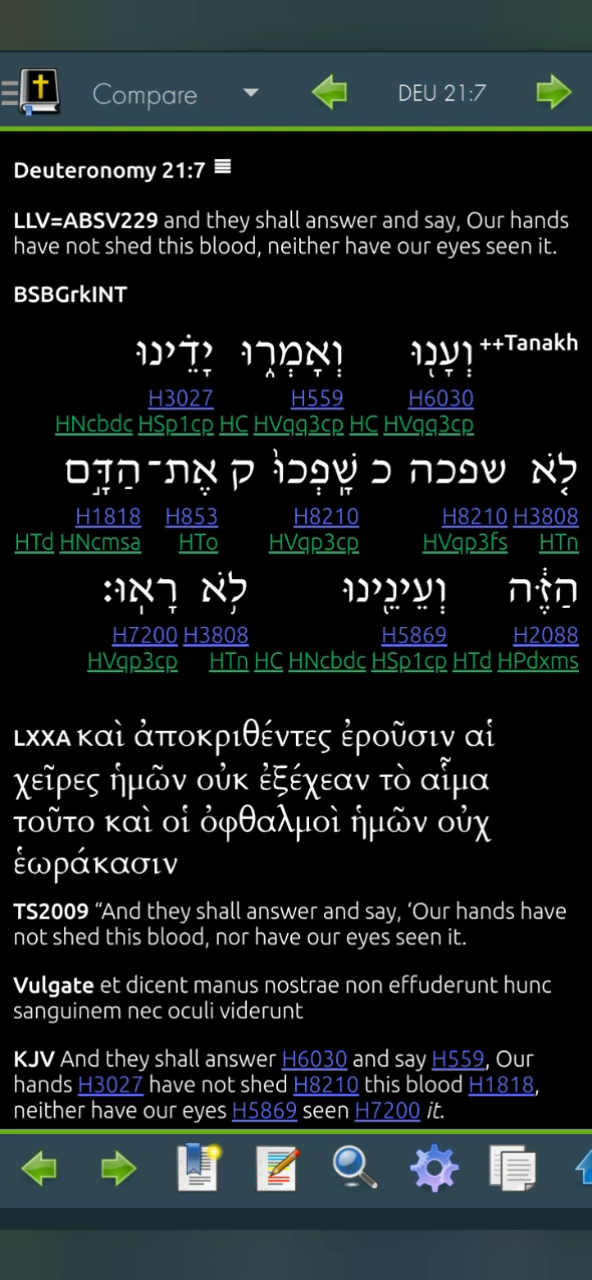 Compare
DEU 21:7
Deuteronomy 21:7
LLV=ABSV229 and they shall answer and say, Our hands
have not shed this blood, neither have our eyes seen it.
BSBGrkINT
++Tanakh וְעָנ֖וּ וְאָמְר֑וּ יָדֵ֗ינוּ
H3027 H559 H6030
HNcbdc HSp1cp HC HVqq3cp HC HVqq3cp
לֹ֤א שפכה כ שָֽׁפְכוּ֙ ק אֶת־הַדָּ֣ם
H1818 H853 H8210 H8210 H3808
HTd HNcmsa HTo HVqp3cp HVqp3fs HTn
הַזֶּ֔ה וְעֵינֵ֖ינוּ לֹ֥א רָאֽוּ׃
H7200 H3808 H5869 H2088
HVqp3cp HTn HC HNcbdc HSp1cp HTd HPdxms
LXXA καὶ ἀποκριθέντες ἐροῦσιν αἱ
χεῖρες ἡμῶν οὐκ ἐξέχεαν τὸ αἷμα
τοῦτο καὶ οἱ ὀφθαλμοὶ ἡμῶν οὐχ
ἑωράκασιν
TS2009 “And they shall answer and say, ‘Our hands have
not shed this blood, nor have our eyes seen it.
Vulgate et dicent manus nostrae non effuderunt hunc
sanguinem nec oculi viderunt
KJV And they shall answer H6030 and say H559, Our
hands H3027 have not shed H8210 this blood H1818,
neither have our eyes H5869 seen H7200 it.